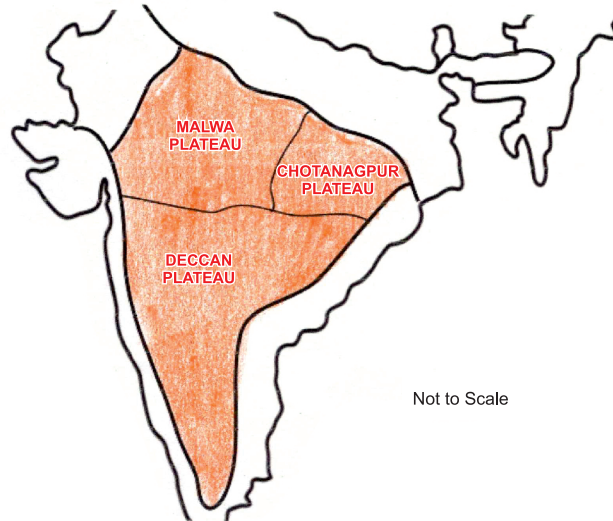 MALWA
PLATEAU
CHOTANAGPUR
PLATEAU
DECCAN
PLATEAU
Not to Scale